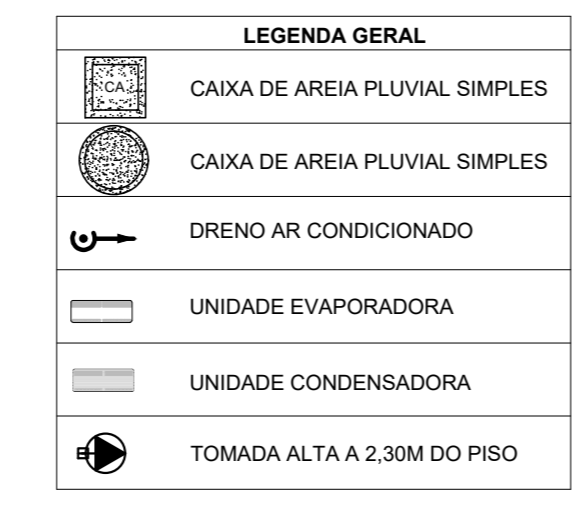 LEGENDA GERAL
CA
CAIXA DE AREIA PLUVIAL SIMPLES
CAIXA DE AREIA PLUVIAL SIMPLES
DRENO AR CONDICIONADO
UNIDADE EVAPORADORA
UNIDADE CONDENSADORA
TOMADA ALTA A 2,30M DO PISO